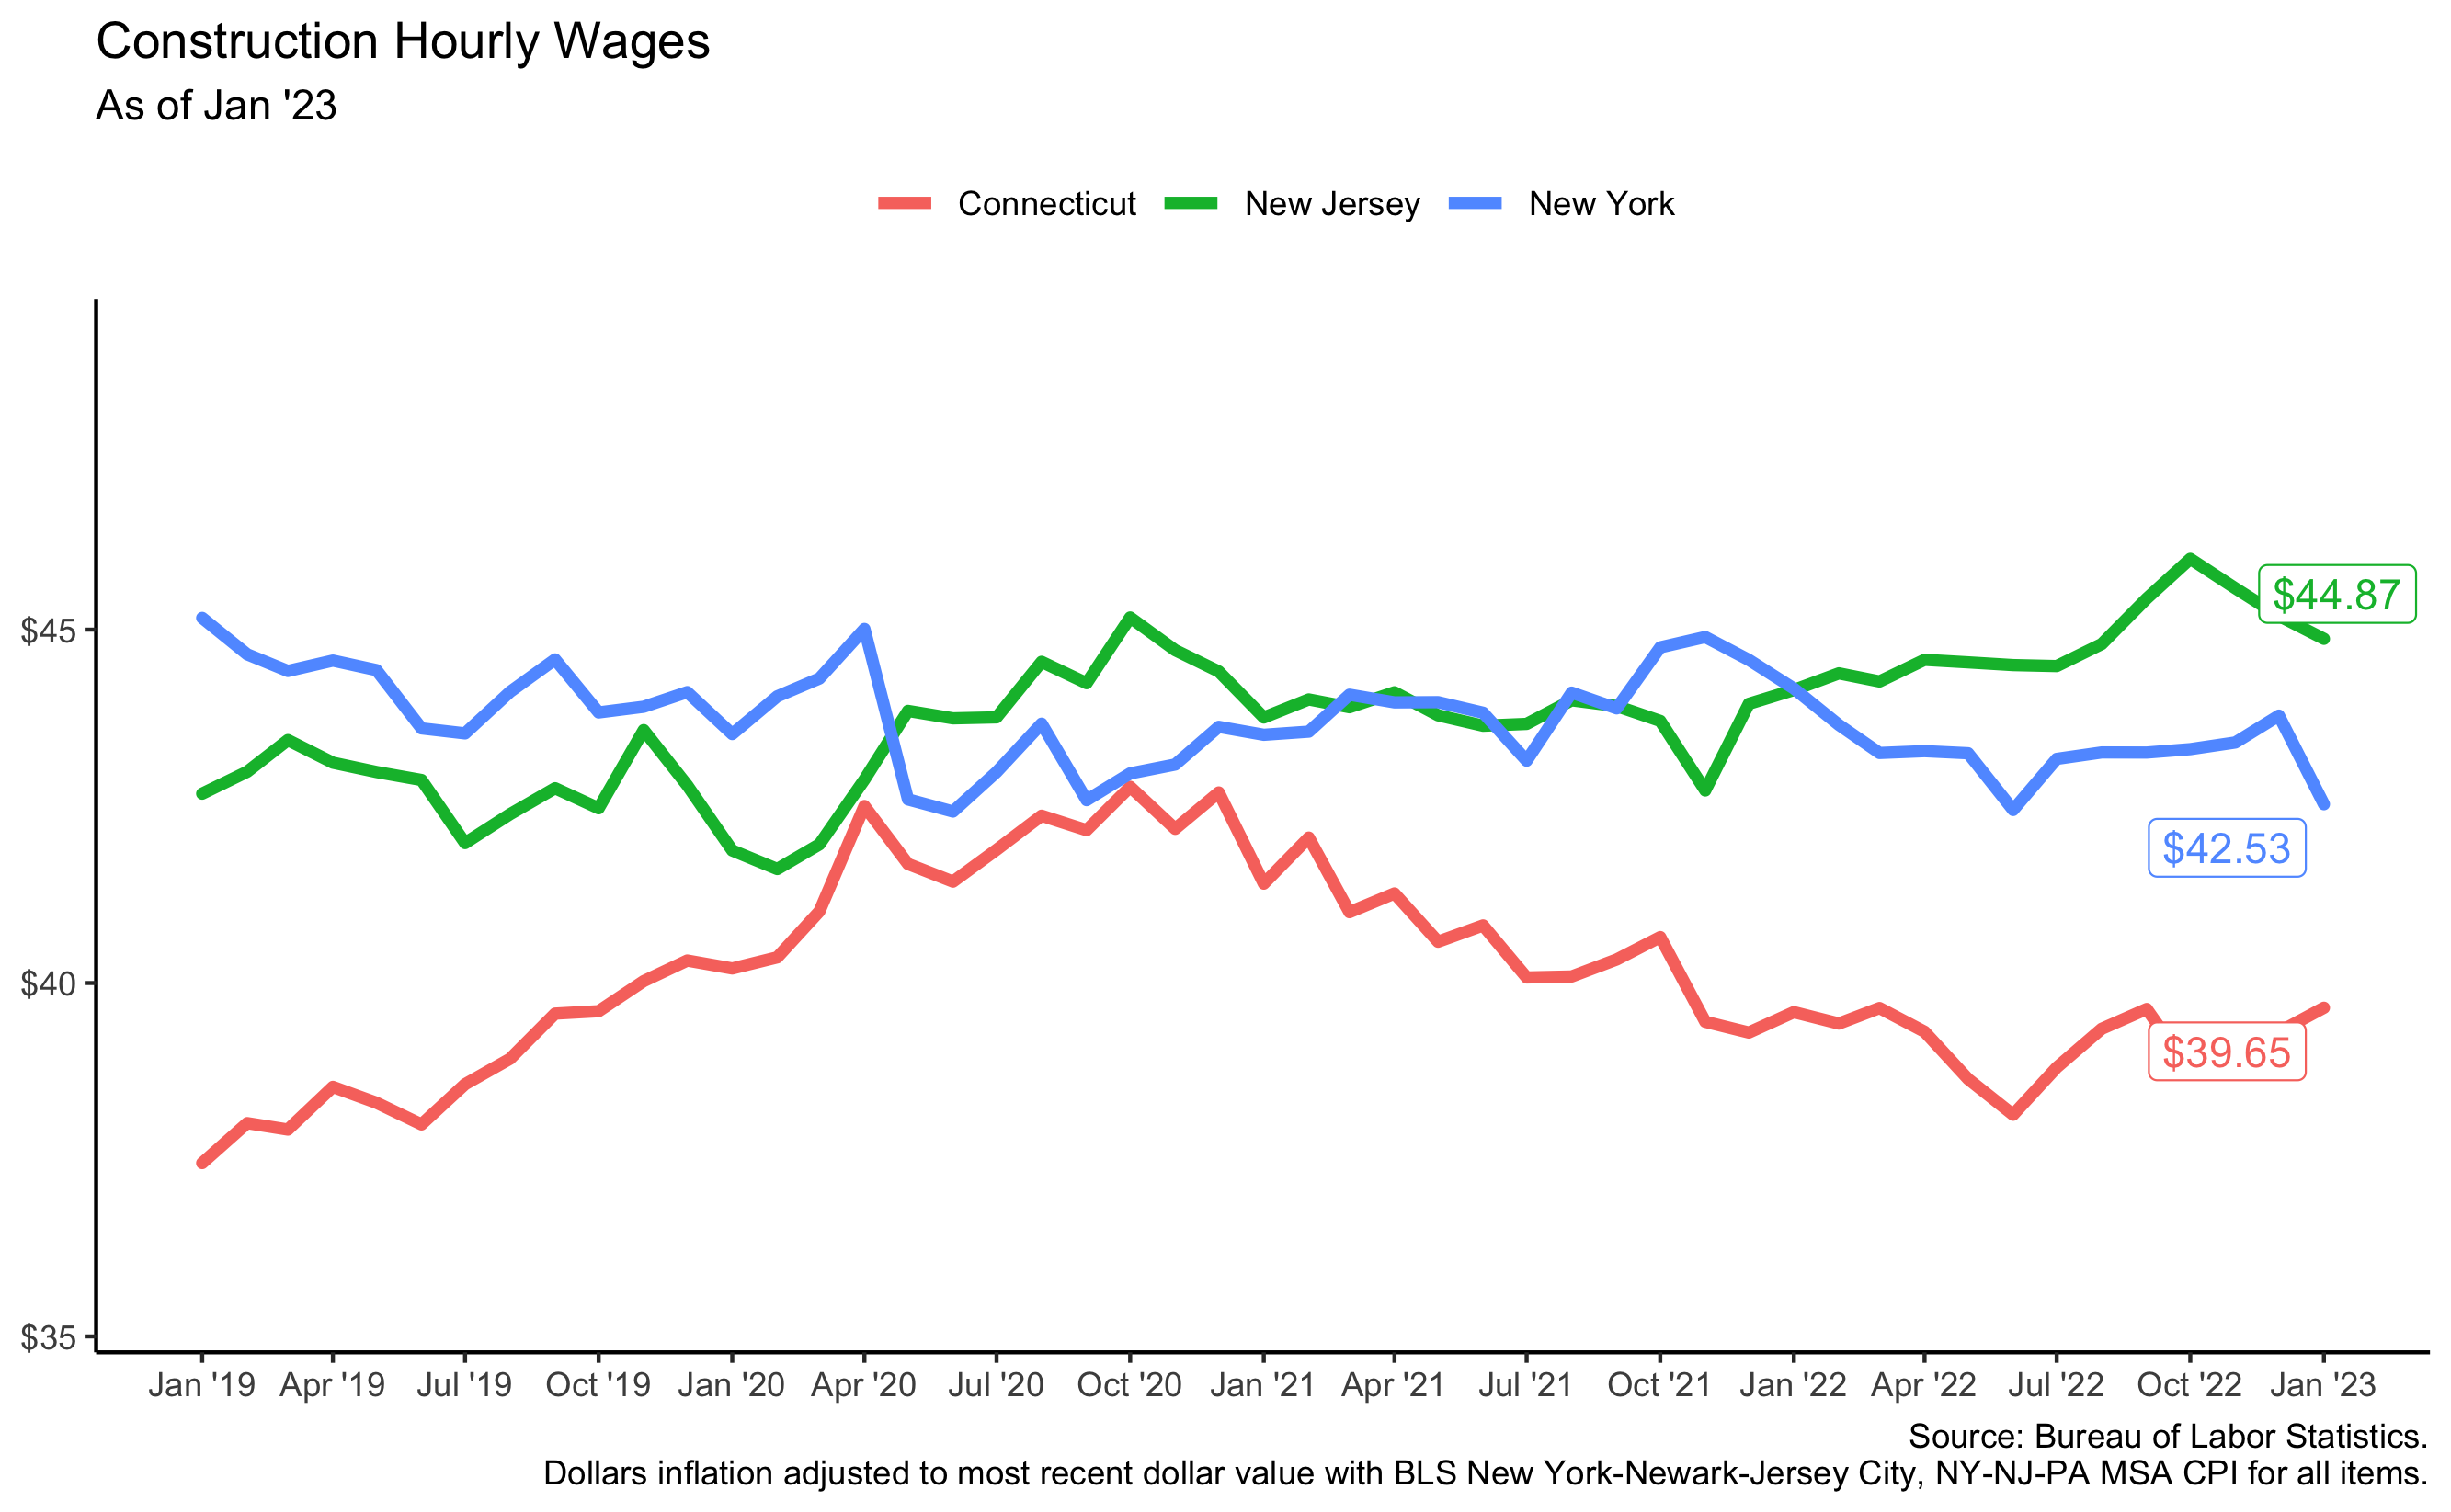 Construction Hourly Wages
As of Jan '23
Connecticut New Jersey New York
$45
$40
$35
$44.87
$42.53
$39.65
Jan '19 Apr '19 Jul '19 Oct '19 Jan '20 Apr '20 Jul '20 Oct '20 Jan '21 Apr '21 Jul '21 Oct '21 Jan '22 Apr '22 Jul '22 Oct '22 Jan '23
Source: Bureau of Labor Statistics.
Dollars inflation adjusted to most recent dollar value with BLS New York-Newark-Jersey City, NY-NJ-PA MSA CPI for all items.